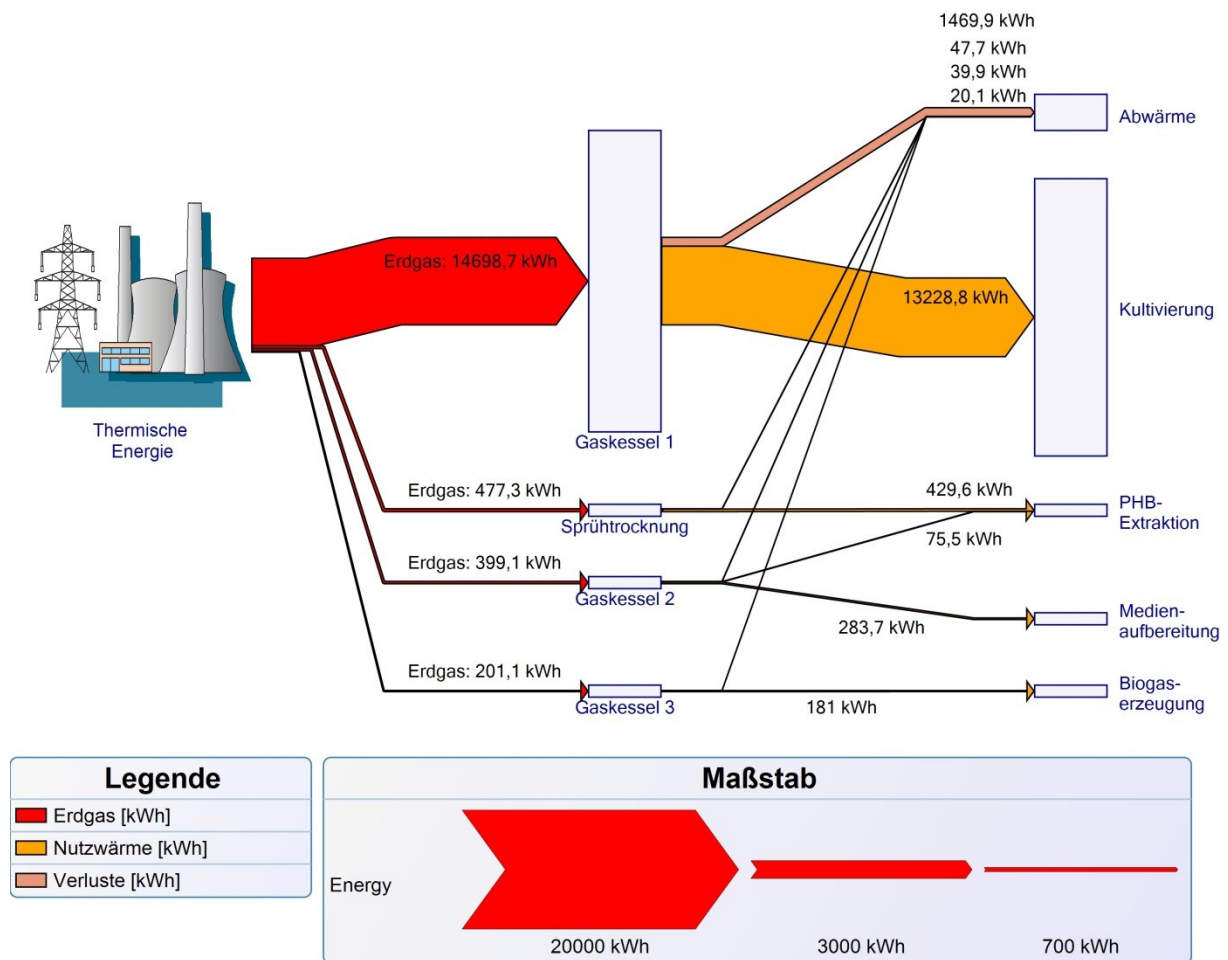 1469,9 kWh
47,7 kWh
39,9 kWh
20,1 kWh
Abwärme
Erdgas: 14698,7 kWh
13228,8 kWh
Kultivierung
Thermische
Energie
Gaskessel 1
Erdgas: 477,3 kWh
429,6 kWh
PHB-
Extraktion
Sprühtrocknung
75,5 kWh
Erdgas: 399,1 kWh
Gaskessel 2
283,7 kWh
Medien-
aufbereitung
Erdgas: 201,1 kWh
Gaskessel 3
181 kWh
Biogas-
erzeugung
Legende
Erdgas [kWh]
Nutzwärme [kWh]
Verluste [kWh]
Maßstab
Energy
20000 kWh
3000 kWh
700 kWh